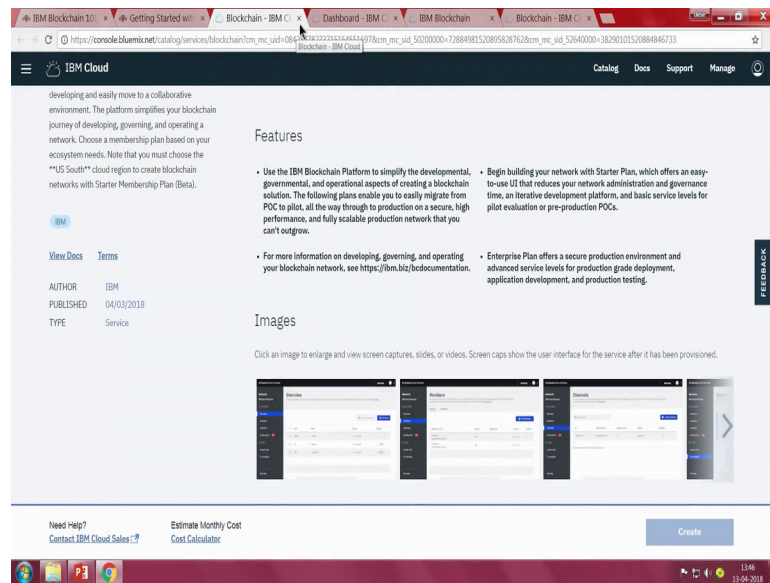 IBM Blockchain 101
Getting Started with
Blockchain - IBM Cl
Dashboard - IBM C
IBM Blockchain
Blockchain - IBM Cl
https://console.bluemix.net/catalog/services/blockchain?cm_mc_uid=
Blockchain - IBM Cloud
IBM Cloud
Catalog Docs Support Manage
developing and easily move to a collaborative
environment. The platform simplifies your blockchain
journey of developing, governing, and operating a
network. Choose a membership plan based on your
ecosystem needs. Note that you must choose the
**US South** cloud region to create blockchain
networks with Starter Membership Plan (Beta).
IBM
View Docs Terms
AUTHOR IBM
PUBLISHED 04/03/2018
TYPE Service
Features
• Use the IBM Blockchain Platform to simplify the developmental,
governmental, and operational aspects of creating a blockchain
solution. The following plans enable you to easily migrate from
POC to pilot, all the way through to production on a secure, high
performance, and fully scalable production network that you
can't outgrow.
• Begin building your network with Starter Plan, which offers an easy-
to-use UI that reduces your network administration and governance
time, an iterative development platform, and basic service levels for
pilot evaluation or pre-production POCs.
• For more information on developing, governing, and operating
your blockchain network, see https://ibm.biz/bcdocumentation.
• Enterprise Plan offers a secure production environment and
advanced service levels for production grade deployment,
application development, and production testing.
FEEDBACK
Images
Click an image to enlarge and view screen captures, slides, or videos. Screen caps show the user interface for the service after it has been provisioned.
Overview
Members
Channels
Need Help?
Contact IBM Cloud Sales
Estimate Monthly Cost
Cost Calculator
Create
13:46
13-04-2018